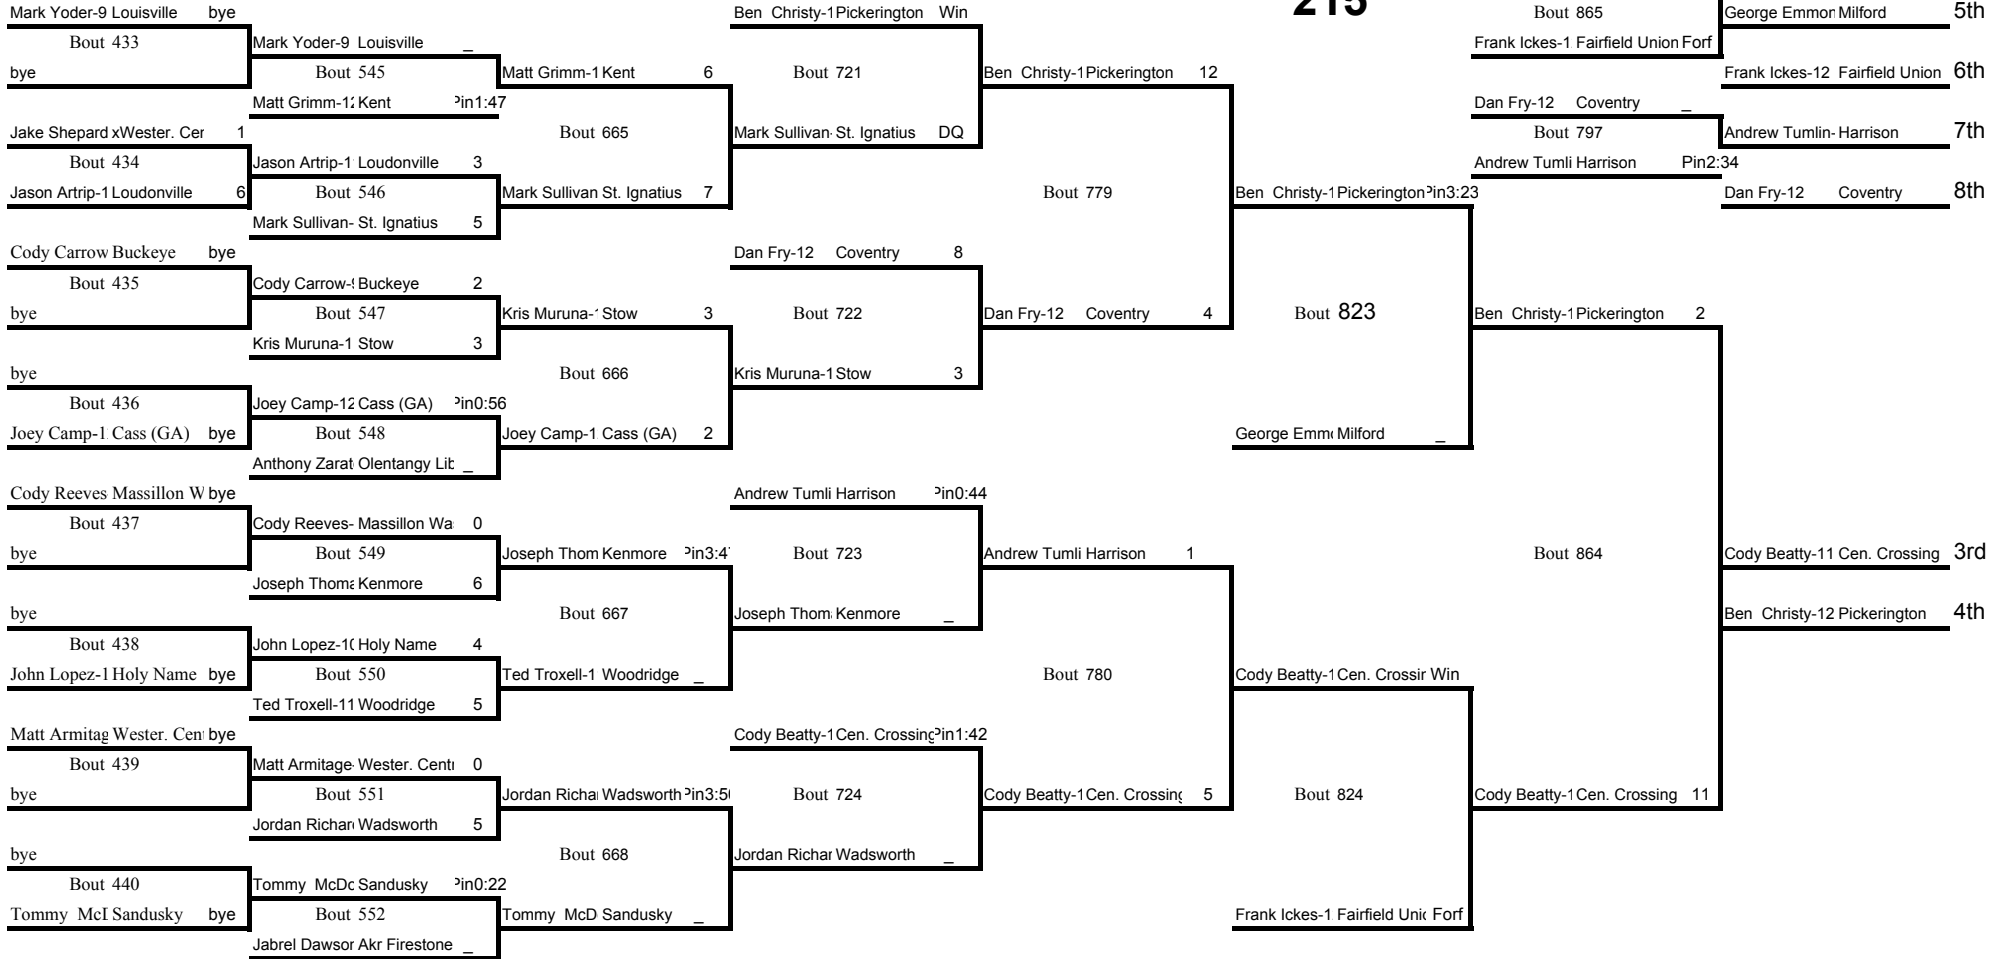 Mark Yoder-9 Louisville bye Ben Christy-1 Pickerington Win 215 Bout 865 George Emmon Milford 5th
Bout 433 Mark Yoder-9 Louisville _ Frank Ickes-1 Fairfield Union Forf
bye Bout 545 Matt Grimm-1 Kent 6 Bout 721 Ben Christy-1 Pickerington 12 Frank Ickes-12 Fairfield Union 6th
Matt Grimm-12 Kent Pin1:47 Dan Fry-12 Coventry _
Jake Shepard x Wester. Cer 1 Bout 665 Mark Sullivan- St. Ignatius DQ Bout 797 Andrew Tumlin- Harrison 7th
Bout 434 Jason Artrip-1 Loudonville 3 Andrew Tumli Harrison Pin2:34
Jason Artrip-1 Loudonville 6 Bout 546 Mark Sullivan St. Ignatius 7 Bout 779 Ben Christy-1 Pickerington Pin3:23 Dan Fry-12 Coventry 8th
Mark Sullivan- St. Ignatius 5
Cody Carrow Buckeye bye Dan Fry-12 Coventry 8
Bout 435 Cody Carrow-9 Buckeye 2
bye Bout 547 Kris Muruna-1 Stow 3 Bout 722 Dan Fry-12 Coventry 4 Bout 823 Ben Christy-1 Pickerington 2
Kris Muruna-1 Stow 3
bye Bout 666 Kris Muruna-1 Stow 3
Bout 436 Joey Camp-12 Cass (GA) Pin0:56
Joey Camp-1 Cass (GA) bye Bout 548 Joey Camp-1 Cass (GA) 2 George Emm Milford _
Anthony Zarat Olentangy Lib _
Cody Reeves Massillon W bye Andrew Tumli Harrison Pin0:44
Bout 437 Cody Reeves- Massillon Wa 0
bye Bout 549 Joseph Thom Kenmore Pin3:4 Bout 723 Andrew Tumli Harrison 1 Bout 864 Cody Beatty-11 Cen. Crossing 3rd
Joseph Thoma Kenmore 6
bye Bout 667 Joseph Thom Kenmore _ Ben Christy-12 Pickerington 4th
Bout 438 John Lopez-10 Holy Name 4
John Lopez-1 Holy Name bye Bout 550 Ted Troxell-1 Woodridge _ Bout 780 Cody Beatty-1 Cen. Crossir Win
Ted Troxell-11 Woodridge 5
Matt Armitag Wester. Cen bye Cody Beatty-1 Cen. Crossing Pin1:42
Bout 439 Matt Armitage- Wester. Centr 0
bye Bout 551 Jordan Richa Wadsworth Pin3:5 Bout 724 Cody Beatty-1 Cen. Crossing 5 Bout 824 Cody Beatty-1 Cen. Crossing 11
Jordan Richar Wadsworth 5
bye Bout 668 Jordan Richar Wadsworth _
Bout 440 Tommy McDo Sandusky Pin0:22
Tommy McI Sandusky bye Bout 552 Tommy McD Sandusky _ Frank Ickes-1 Fairfield Unic Forf
Jabrel Dawsor Akr Firestone _